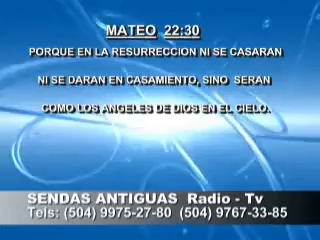 MATEO 22:30
PORQUE EN LA RESURRECCION NI SE CASARAN
NI SE DARAN EN CASAMIENTO, SINO SERAN
COMO LOS ANGELES DE DIOS EN EL CIELO.
SENDAS ANTIGUAS Radio - Tv
Tels: (504) 9975-27-80 (504) 9767-33-85